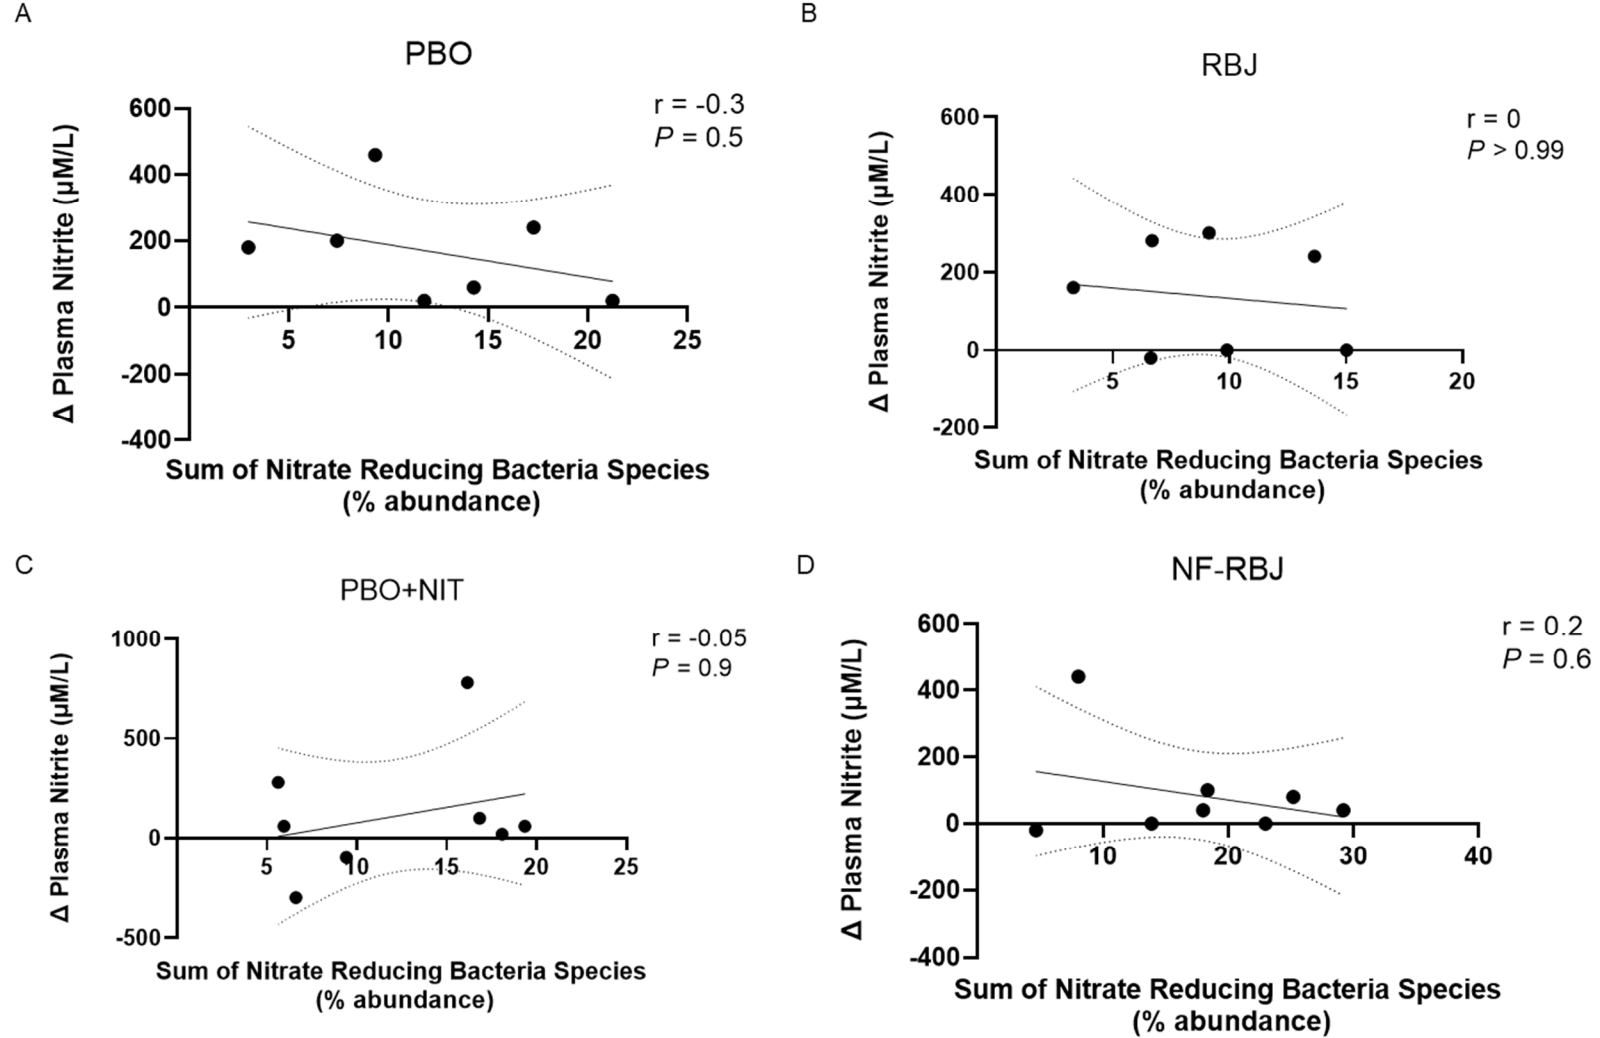 A
PBO
r = -0.3
P = 0.5
Δ Plasma Nitrite (µM/L)
600
400
200
0
-200
-400
5 10 15 20 25
Sum of Nitrate Reducing Bacteria Species
(% abundance)
B
RBJ
r = 0
P > 0.99
Δ Plasma Nitrite (µM/L)
600
400
200
0
-200
5 10 15 20
Sum of Nitrate Reducing Bacteria Species
(% abundance)
C
PBO+NIT
r = -0.05
P = 0.9
Δ Plasma Nitrite (µM/L)
1000
500
0
-500
5 10 15 20 25
Sum of Nitrate Reducing Bacteria Species
(% abundance)
D
NF-RBJ
r = 0.2
P = 0.6
Δ Plasma Nitrite (µM/L)
600
400
200
0
-200
-400
10 20 30 40
Sum of Nitrate Reducing Bacteria Species
(% abundance)